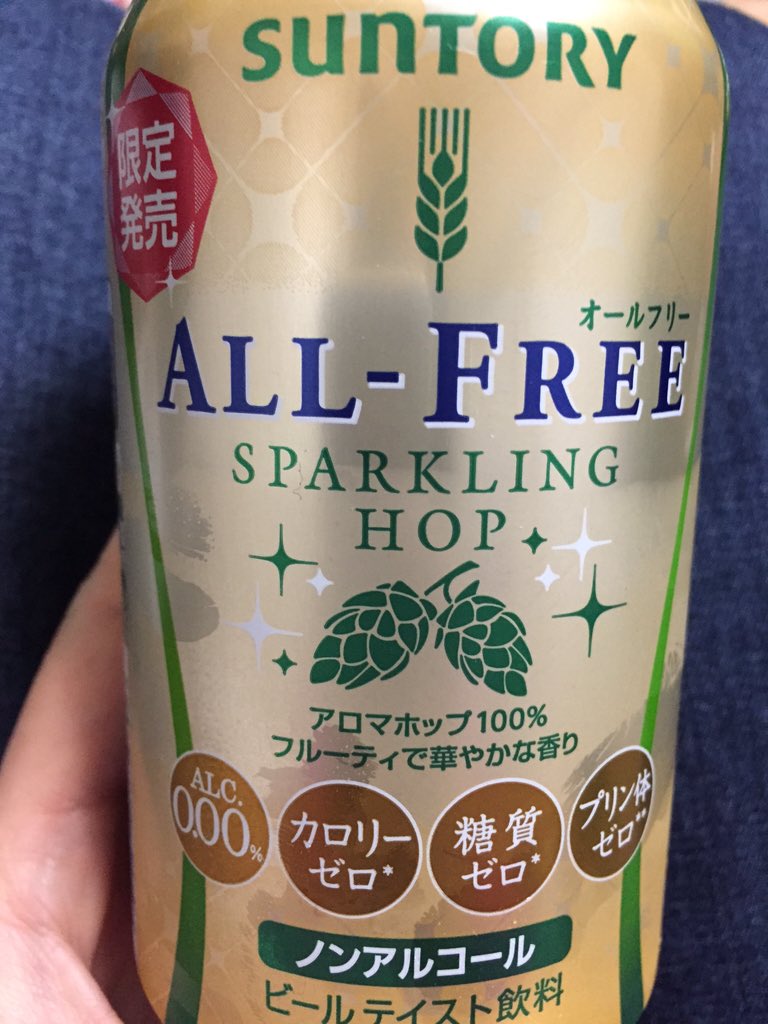 SUNTORY
限定
発売
オールフリー
ALL-FREE
SPARKLING
HOP
アロマホップ100%
フルーティで華やかな香り
ALC.
0.00%
カロリー
ゼロ*
糖質
ゼロ*
プリン体
ゼロ**
ノンアルコール
ビールテイスト飲料